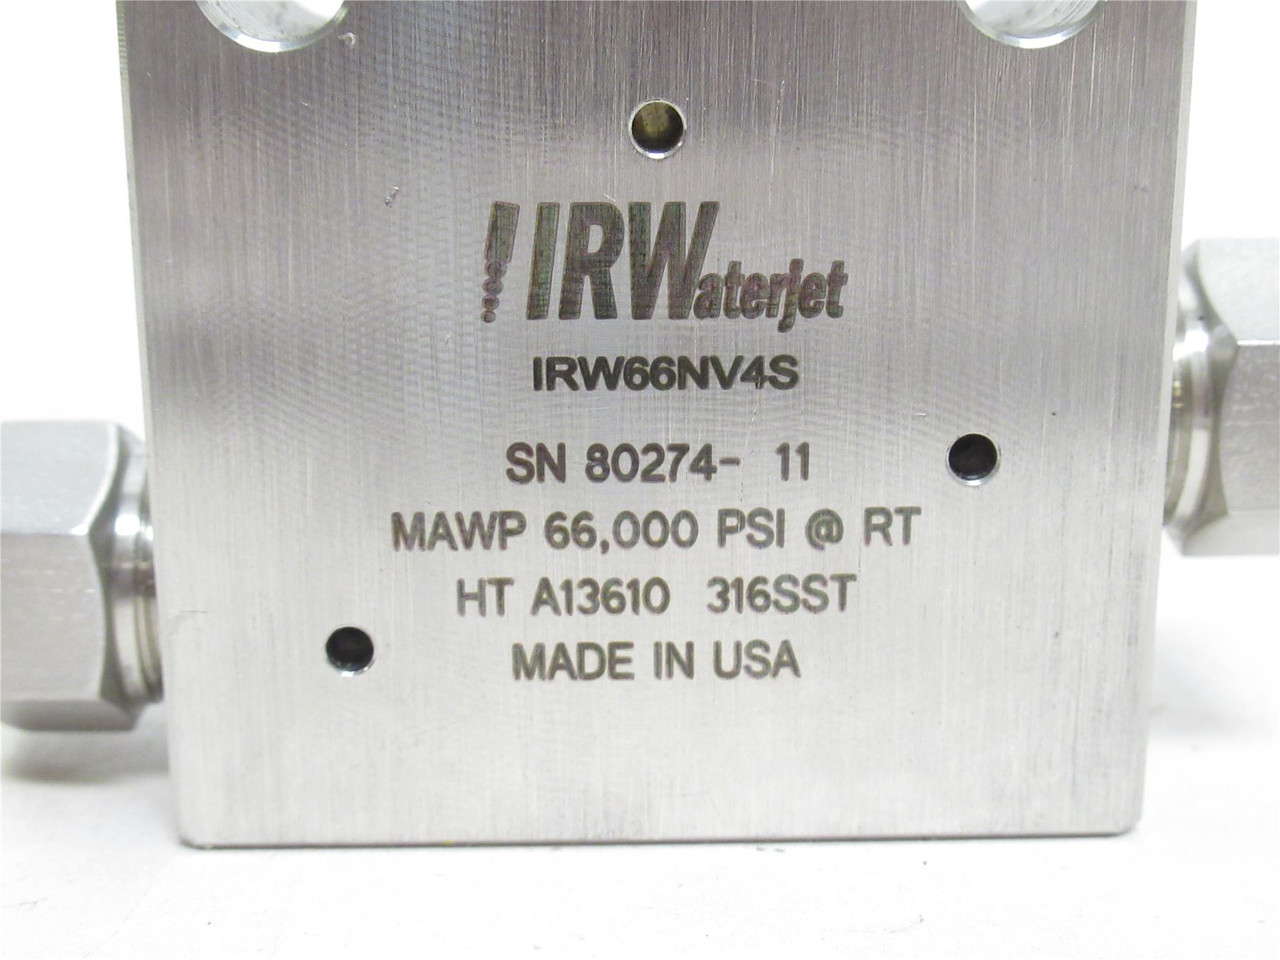 IRWaterjet
IRW66NV4S
SN 80274- 11
MAWP 66,000 PSI @ RT
HT A13610 316SST
MADE IN USA